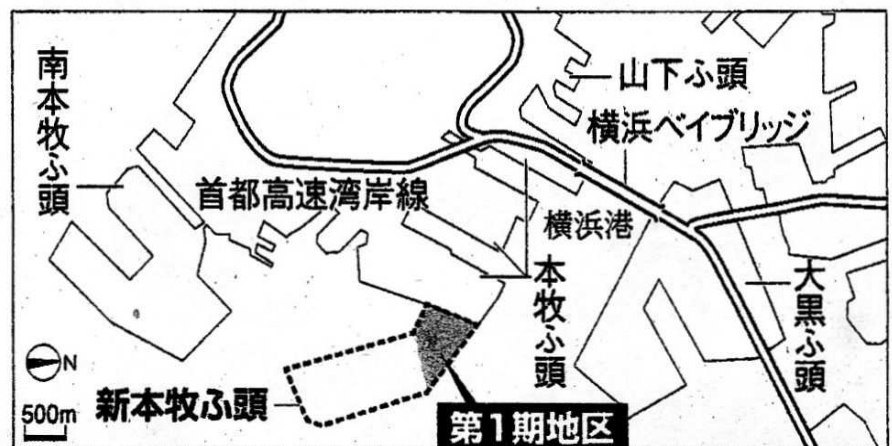 南本牧ふ頭
山下ふ頭
横浜ベイブリッジ
首都高速湾岸線
横浜港
本牧ふ頭
大黒ふ頭
N
500m
新本牧ふ頭
第1期地区